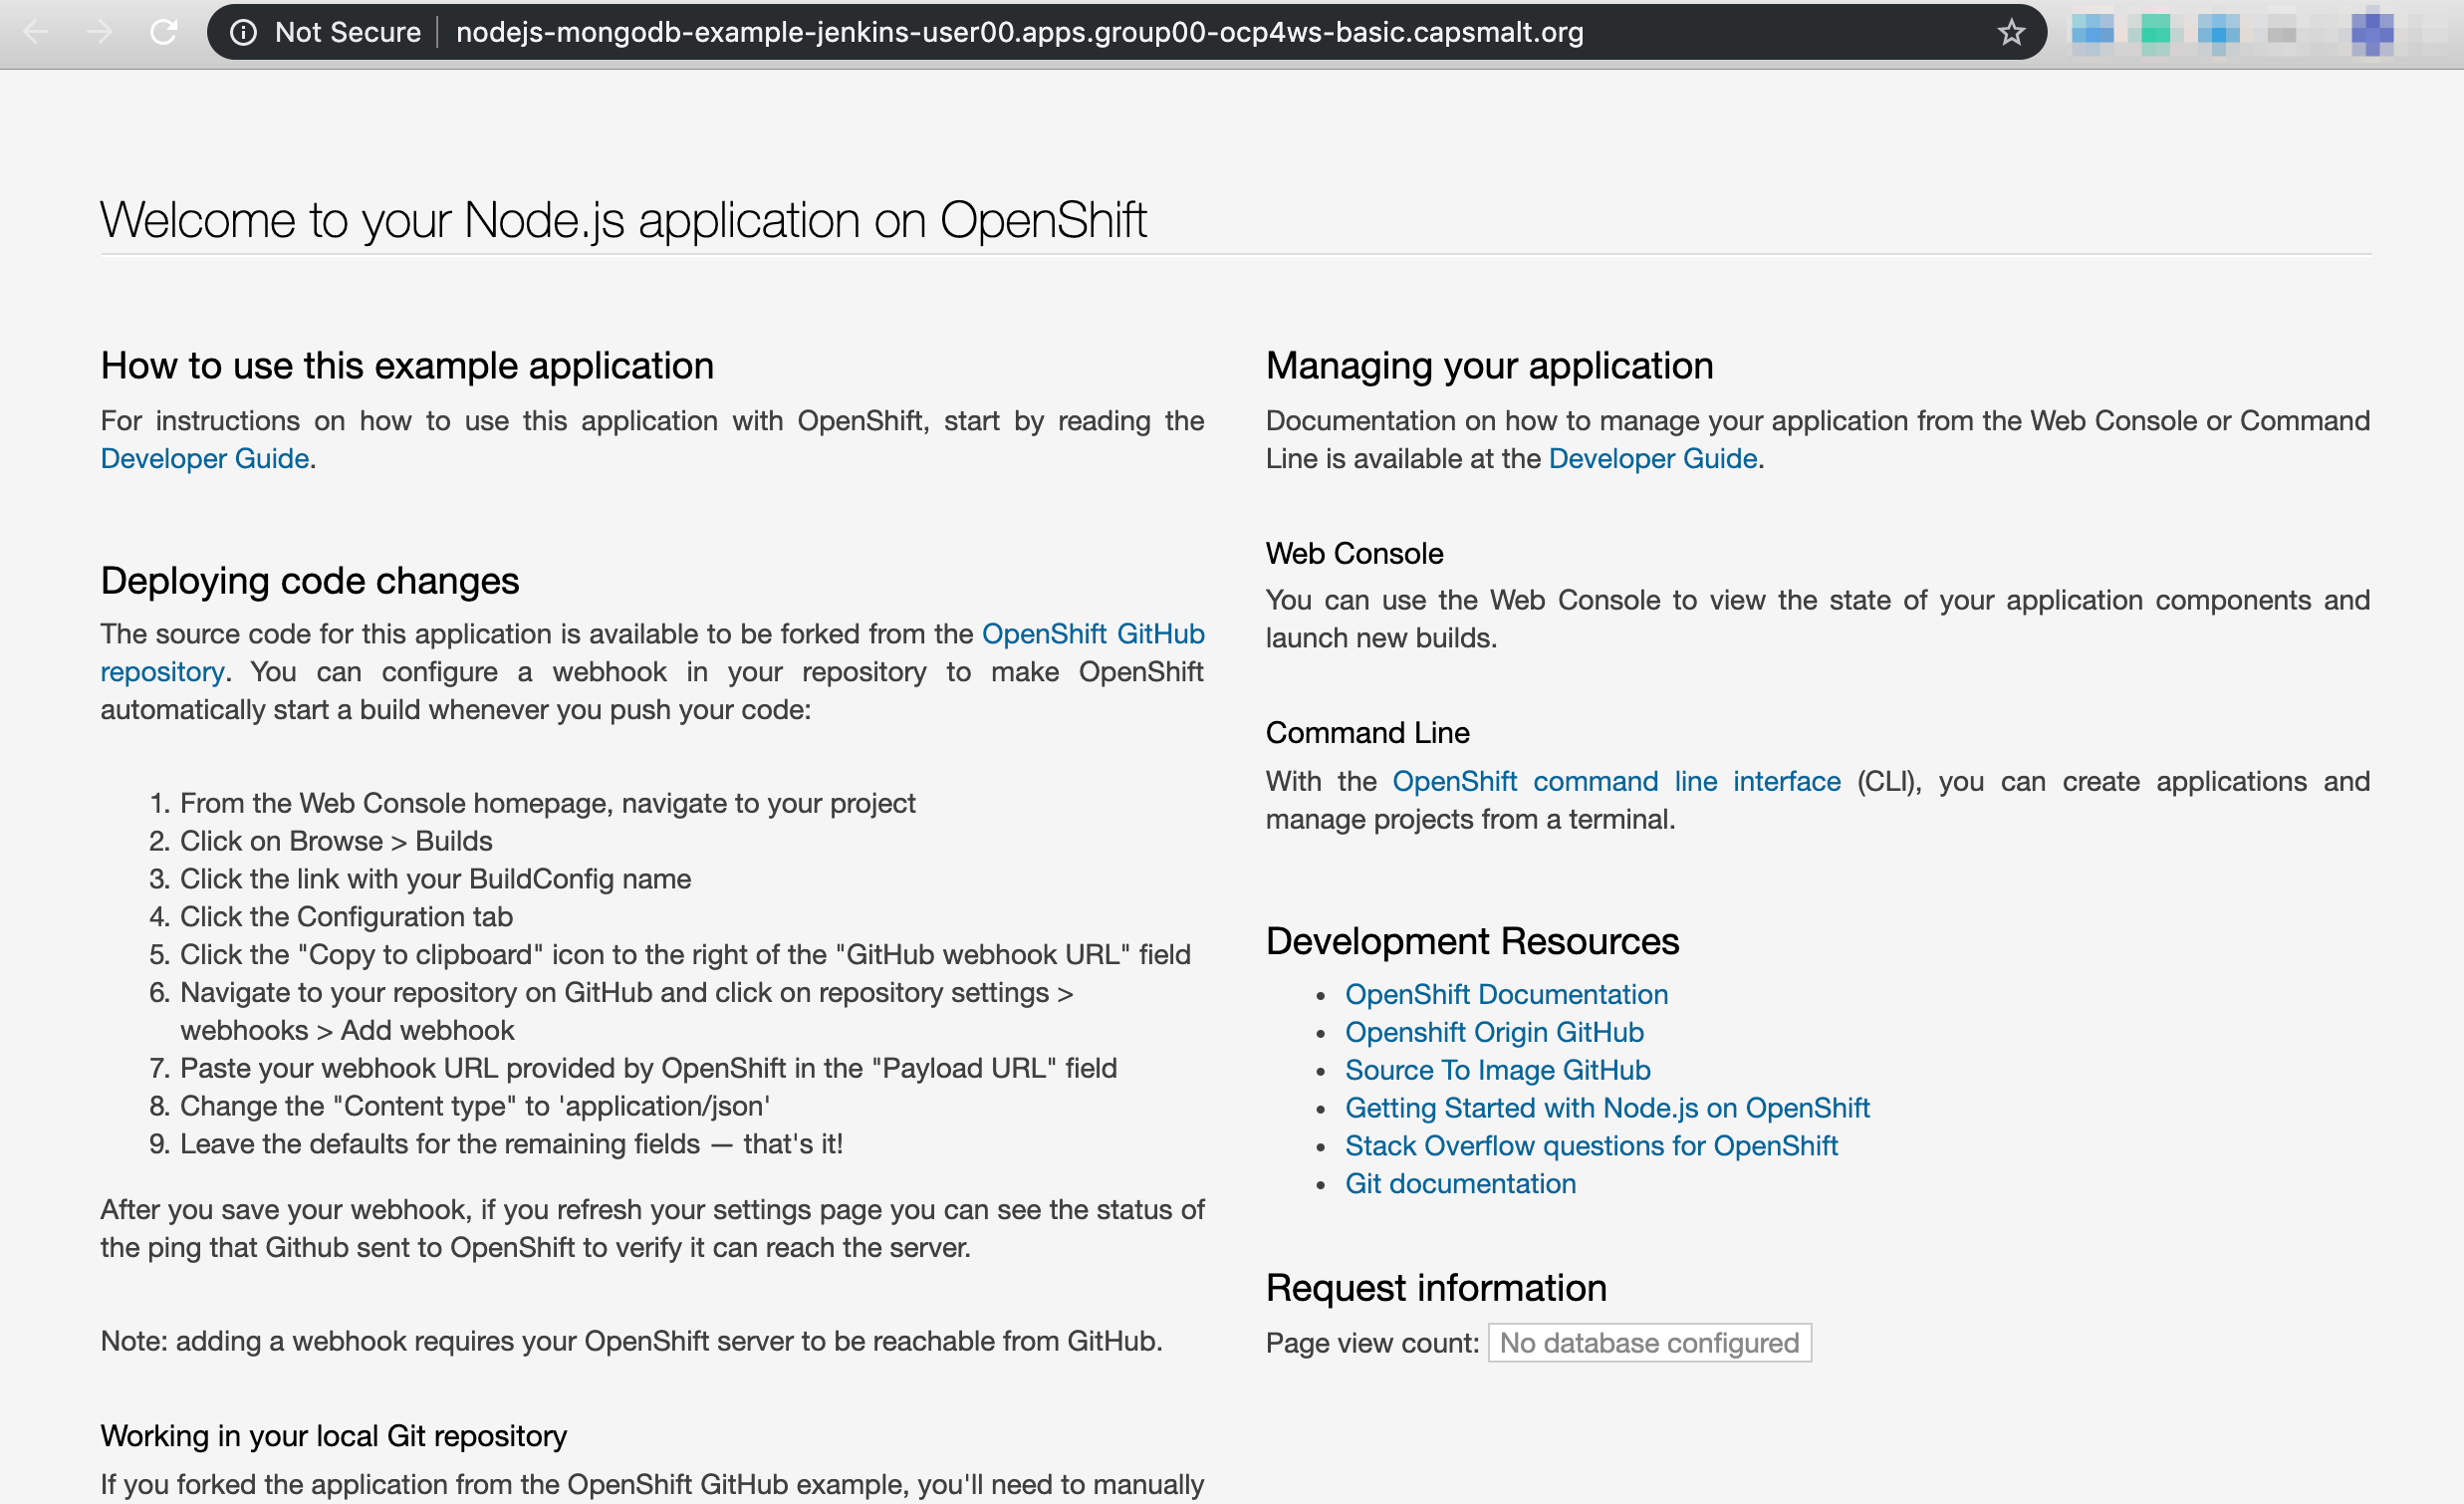 Not Secure
nodejs-mongodb-example-jenkins-user00.apps.group00-ocp4ws-basic.capsmalt.org
Welcome to your Node.js application on OpenShift
How to use this example application
For instructions on how to use this application with OpenShift, start by reading the
Developer Guide.
Deploying code changes
The source code for this application is available to be forked from the OpenShift GitHub
repository. You can configure a webhook in your repository to make OpenShift
automatically start a build whenever you push your code:
1. From the Web Console homepage, navigate to your project
2. Click on Browse > Builds
3. Click the link with your BuildConfig name
4. Click the Configuration tab
5. Click the "Copy to clipboard" icon to the right of the "GitHub webhook URL" field
6. Navigate to your repository on GitHub and click on repository settings >
webhooks > Add webhook
7. Paste your webhook URL provided by OpenShift in the "Payload URL" field
8. Change the "Content type" to 'application/json'
9. Leave the defaults for the remaining fields — that's it!
After you save your webhook, if you refresh your settings page you can see the status of
the ping that Github sent to OpenShift to verify it can reach the server.
Note: adding a webhook requires your OpenShift server to be reachable from GitHub.
Working in your local Git repository
If you forked the application from the OpenShift GitHub example, you'll need to manually
Managing your application
Documentation on how to manage your application from the Web Console or Command
Line is available at the Developer Guide.
Web Console
You can use the Web Console to view the state of your application components and
launch new builds.
Command Line
With the OpenShift command line interface (CLI), you can create applications and
manage projects from a terminal.
Development Resources
• OpenShift Documentation
• Openshift Origin GitHub
• Source To Image GitHub
• Getting Started with Node.js on OpenShift
• Stack Overflow questions for OpenShift
• Git documentation
Request information
Page view count: No database configured